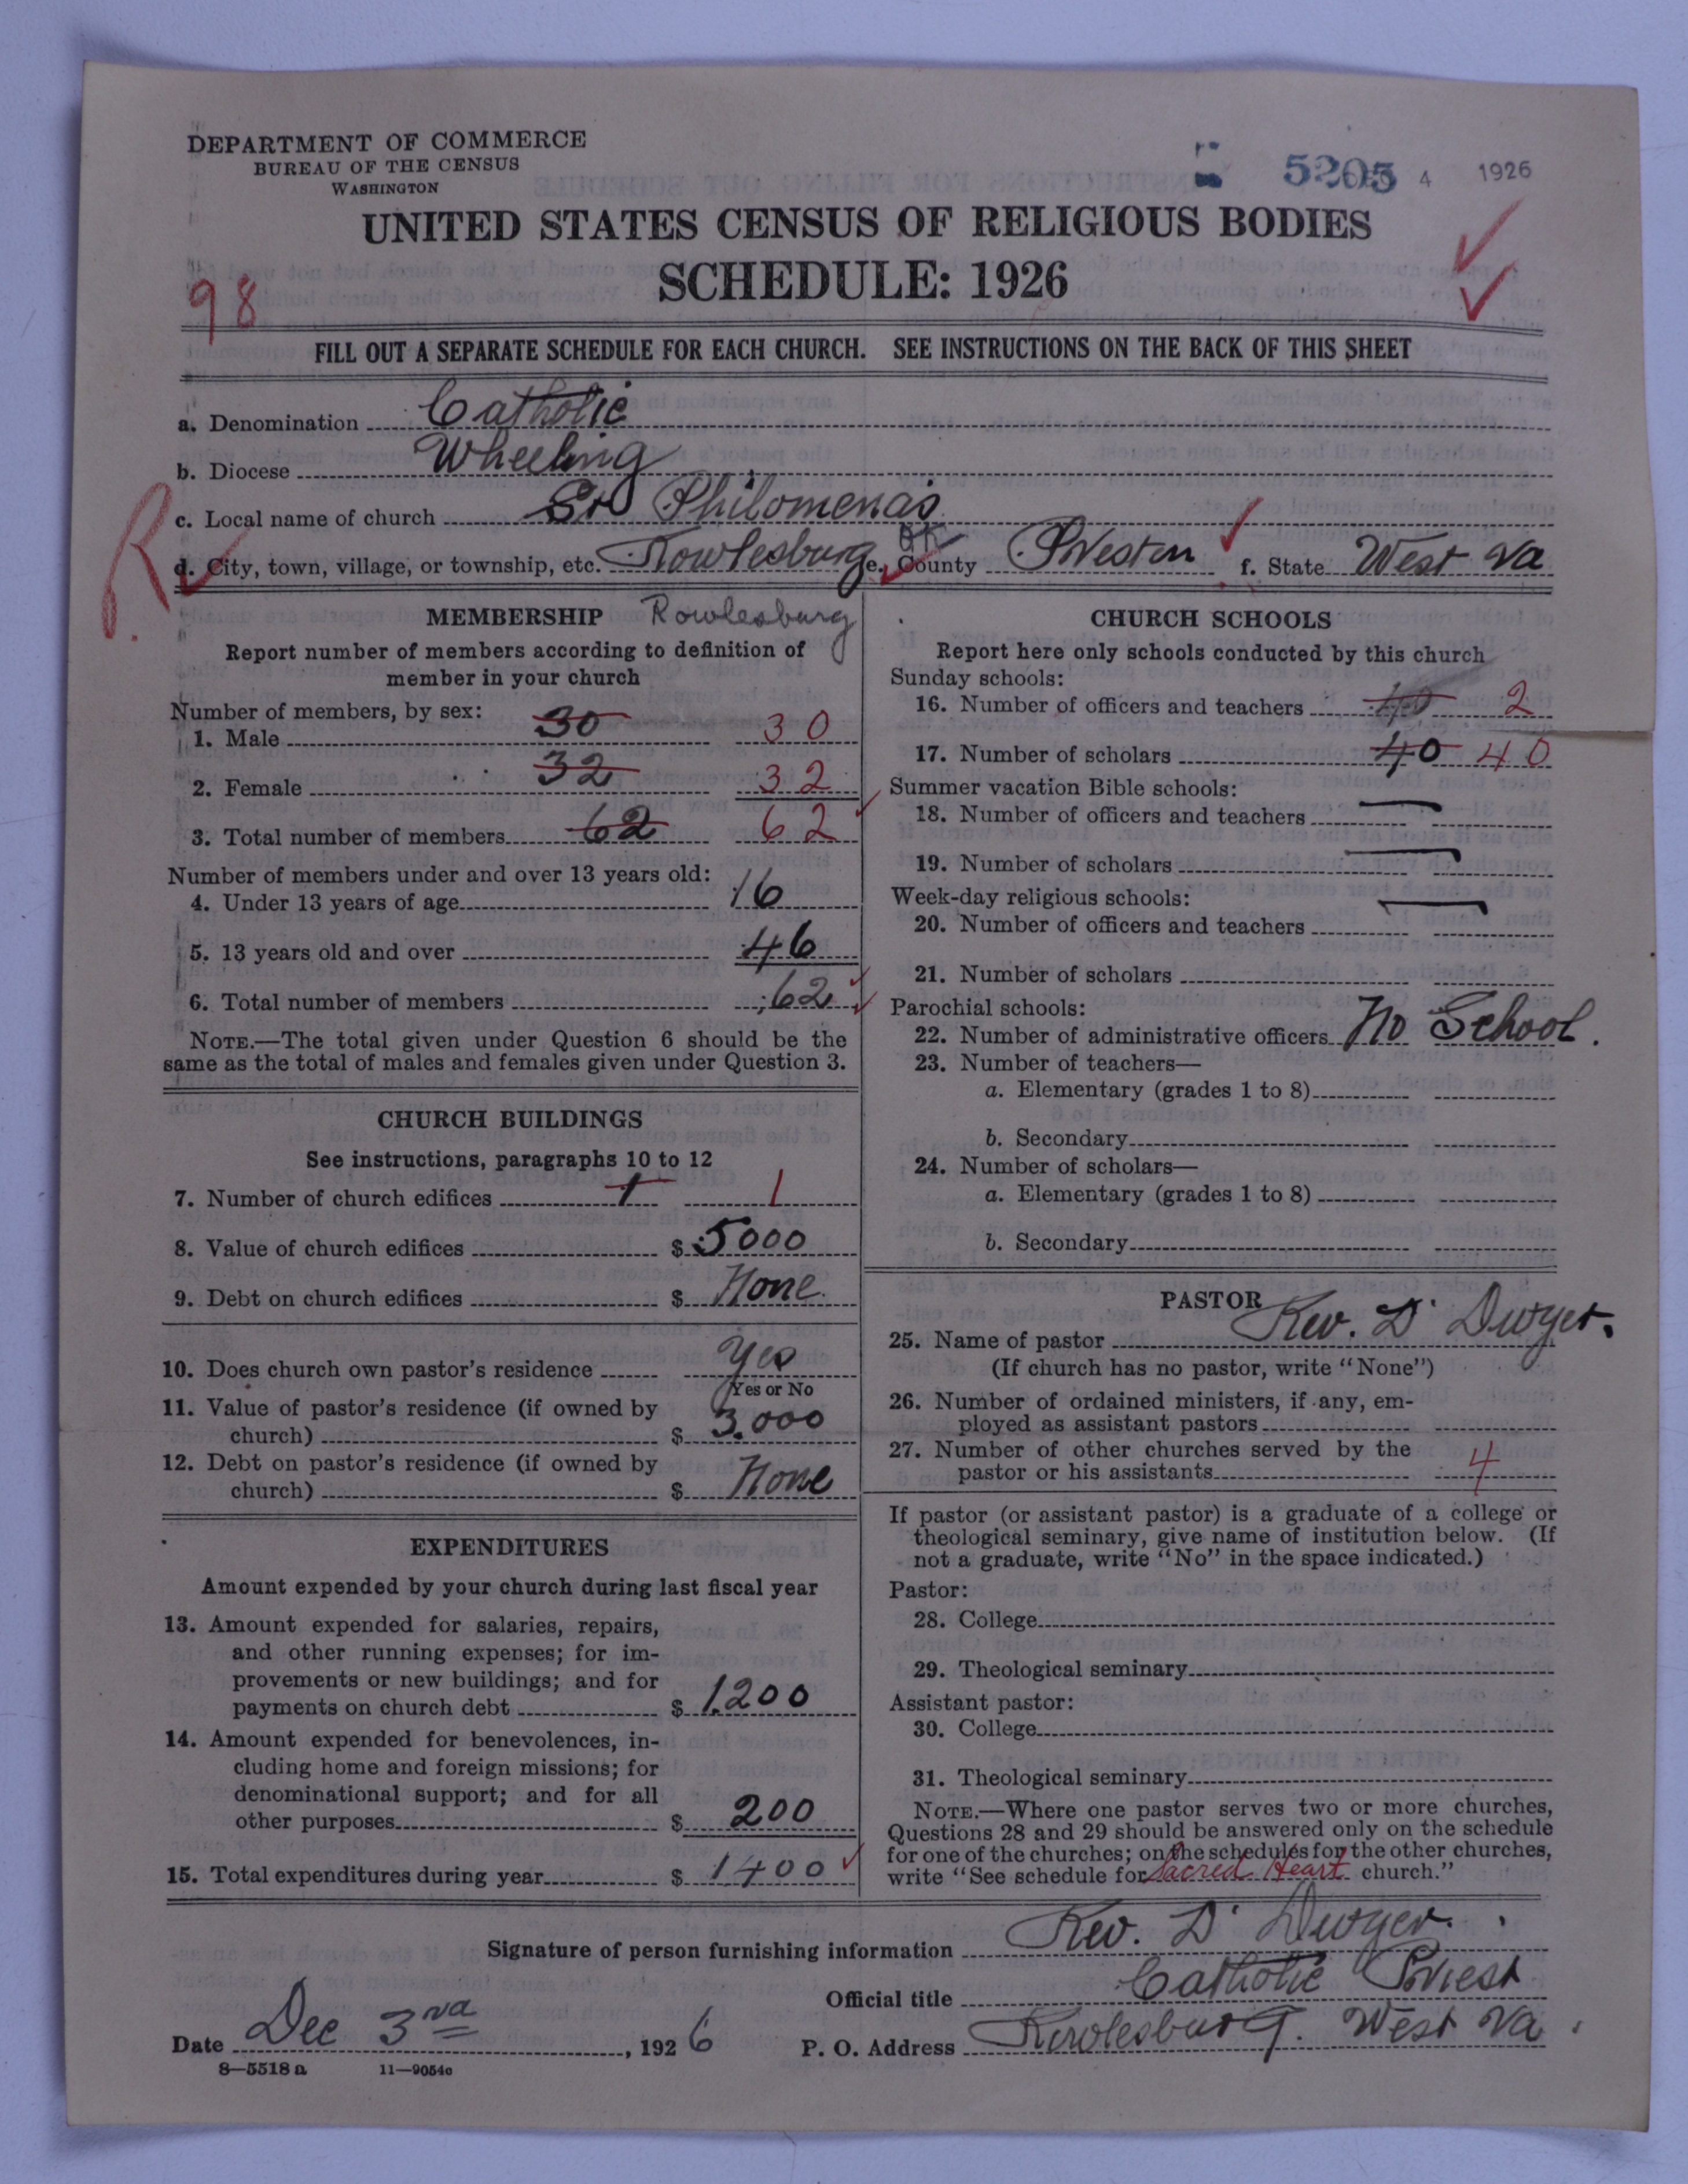 DEPARTMENT OF COMMERCE
BUREAU OF THE CENSUS
WASHINGTON
5205 4 1926
UNITED STATES CENSUS OF RELIGIOUS BODIES
SCHEDULE: 1926
98
FILL OUT A SEPARATE SCHEDULE FOR EACH CHURCH. SEE INSTRUCTIONS ON THE BACK OF THIS SHEET
a. Denomination Catholic
b. Diocese Wheeling
c. Local name of church St Philomenas
R.
d. City, town, village, or township, etc. Rowlesburg e. County OK Preston f. State West Va
MEMBERSHIP Rowlesburg
Report number of members according to definition of
member in your church
Number of members, by sex:
1. Male 30 30
2. Female 32 32
3. Total number of members 62 62
Number of members under and over 13 years old:
4. Under 13 years of age 16
5. 13 years old and over 46
6. Total number of members 62
NOTE.—The total given under Question 6 should be the
same as the total of males and females given under Question 3.
CHURCH BUILDINGS
See instructions, paragraphs 10 to 12
7. Number of church edifices 1 1
8. Value of church edifices $ 5000
9. Debt on church edifices $ None.
10. Does church own pastor's residence Yes
Yes or No
11. Value of pastor's residence (if owned by
church) $ 3.000
12. Debt on pastor's residence (if owned by
church) $ None
EXPENDITURES
Amount expended by your church during last fiscal year
13. Amount expended for salaries, repairs,
and other running expenses; for im-
provements or new buildings; and for
payments on church debt $ 1,200
14. Amount expended for benevolences, in-
cluding home and foreign missions; for
denominational support; and for all
other purposes $ 200
15. Total expenditures during year $ 1400
CHURCH SCHOOLS
Report here only schools conducted by this church
Sunday schools:
16. Number of officers and teachers 2
17. Number of scholars 40 40
Summer vacation Bible schools:
18. Number of officers and teachers —
19. Number of scholars —
Week-day religious schools:
20. Number of officers and teachers —
21. Number of scholars
Parochial schools:
22. Number of administrative officers No School.
23. Number of teachers—
a. Elementary (grades 1 to 8)
b. Secondary
24. Number of scholars—
a. Elementary (grades 1 to 8)
b. Secondary
PASTOR
25. Name of pastor Rev. D Dwyer.
(If church has no pastor, write "None")
26. Number of ordained ministers, if any, em-
ployed as assistant pastors
27. Number of other churches served by the
pastor or his assistants 4
If pastor (or assistant pastor) is a graduate of a college or
theological seminary, give name of institution below. (If
not a graduate, write "No" in the space indicated.)
Pastor:
28. College
29. Theological seminary
Assistant pastor:
30. College
31. Theological seminary
NOTE.—Where one pastor serves two or more churches,
Questions 28 and 29 should be answered only on the schedule
for one of the churches; on the schedules for the other churches,
write "See schedule for Sacred Heart church."
Signature of person furnishing information Rev. D Dwyer.
Official title Catholic Priest
Date Dec 3rd, 1926 P. O. Address Rowlesburg. West Va.
8—5518 a 11—9054c